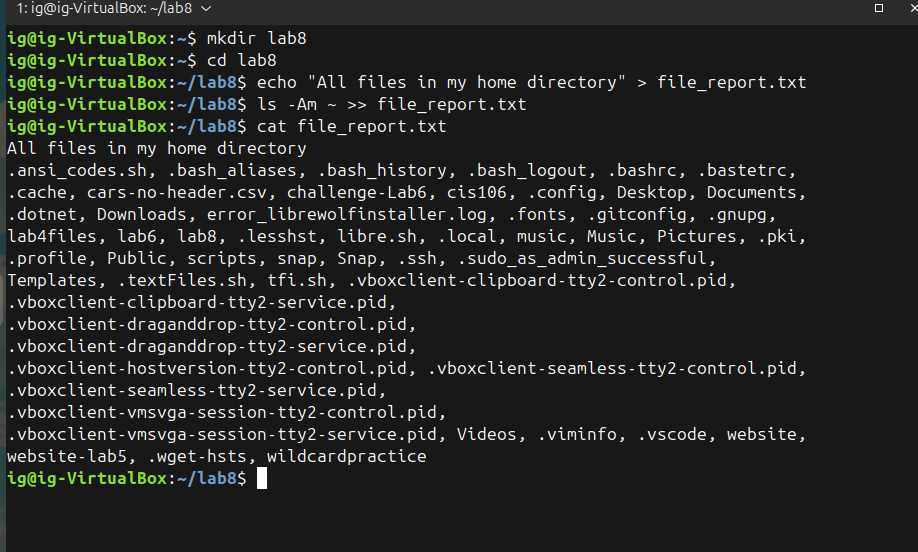 1: ig@ig-VirtualBox: ~/lab8
ig@ig-VirtualBox:~$ mkdir lab8
ig@ig-VirtualBox:~$ cd lab8
ig@ig-VirtualBox:~/lab8$ echo "All files in my home directory" > file_report.txt
ig@ig-VirtualBox:~/lab8$ ls -Am ~ >> file_report.txt
ig@ig-VirtualBox:~/lab8$ cat file_report.txt
All files in my home directory
.ansi_codes.sh, .bash_aliases, .bash_history, .bash_logout, .bashrc, .bastetrc,
.cache, cars-no-header.csv, challenge-Lab6, cis106, .config, Desktop, Documents,
.dotnet, Downloads, error_librewolfinstaller.log, .fonts, .gitconfig, .gnupg,
lab4files, lab6, lab8, .lesshst, libre.sh, .local, music, Music, Pictures, .pki,
.profile, Public, scripts, snap, Snap, .ssh, .sudo_as_admin_successful,
Templates, .textFiles.sh, tfi.sh, .vboxclient-clipboard-tty2-control.pid,
.vboxclient-clipboard-tty2-service.pid,
.vboxclient-draganddrop-tty2-control.pid,
.vboxclient-draganddrop-tty2-service.pid,
.vboxclient-hostversion-tty2-control.pid, .vboxclient-seamless-tty2-control.pid,
.vboxclient-seamless-tty2-service.pid,
.vboxclient-vmsvga-session-tty2-control.pid,
.vboxclient-vmsvga-session-tty2-service.pid, Videos, .viminfo, .vscode, website,
website-lab5, .wget-hsts, wildcardpractice
ig@ig-VirtualBox:~/lab8$